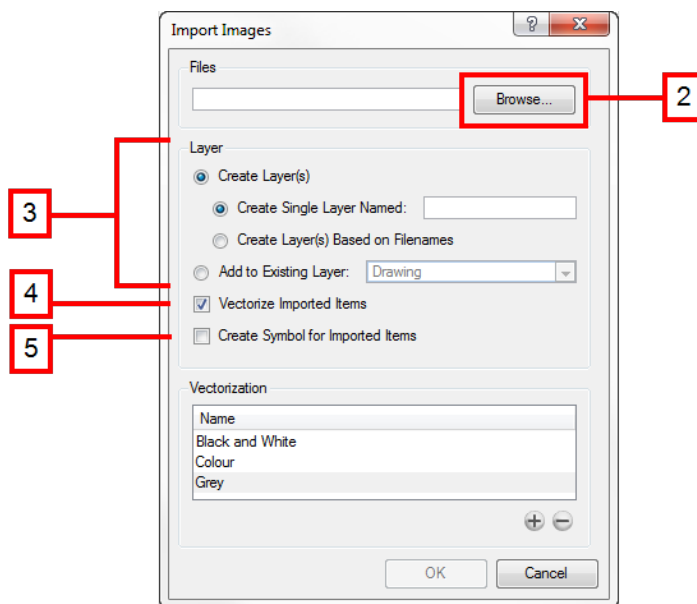 Import Images
?
x
Files
Browse...
2
Layer
Create Layer(s)
3
Create Single Layer Named:
Create Layer(s) Based on Filenames
Add to Existing Layer: Drawing
4
Vectorize Imported Items
5
Create Symbol for Imported Items
Vectorization
Name
Black and White
Colour
Grey
OK Cancel